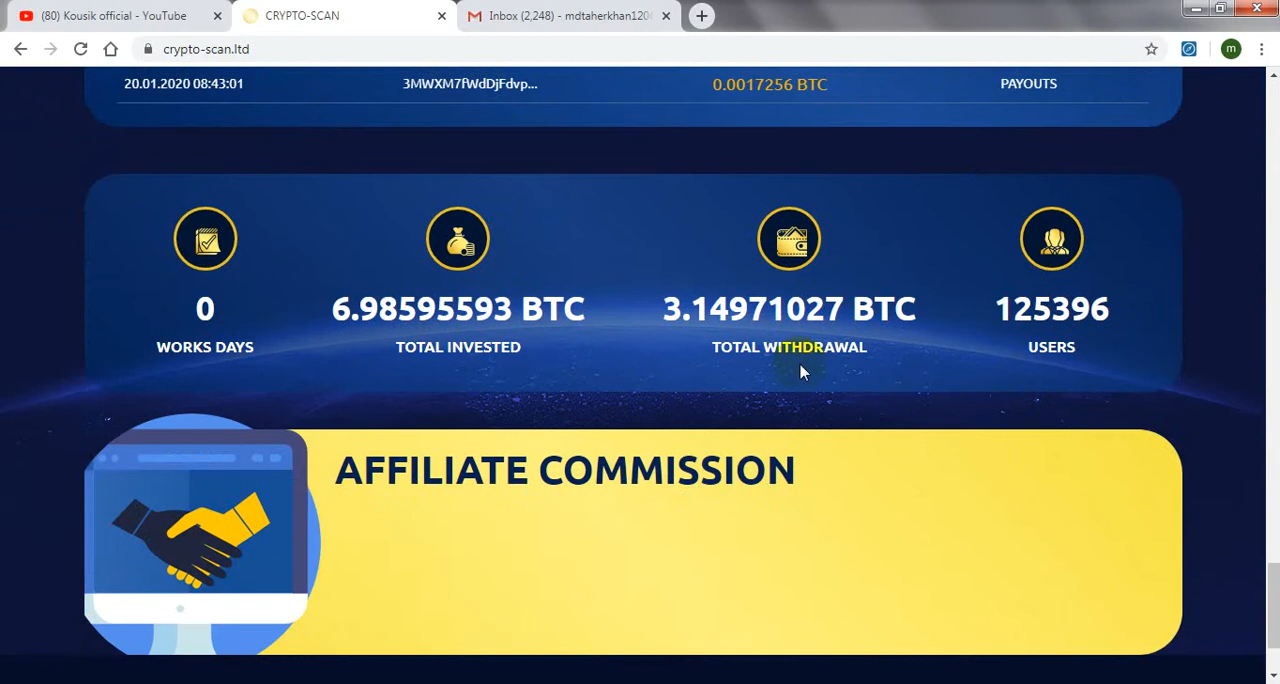 (80) Kousik official - YouTube
CRYPTO-SCAN
Inbox (2,248) - mdtaherkhan120
crypto-scan.ltd
m
20.01.2020 08:43:01 3MWXM7fWdDjFdvp... 0.0017256 BTC PAYOUTS
0 6.98595593 BTC 3.14971027 BTC 125396
WORKS DAYS TOTAL INVESTED TOTAL WITHDRAWAL USERS
AFFILIATE COMMISSION